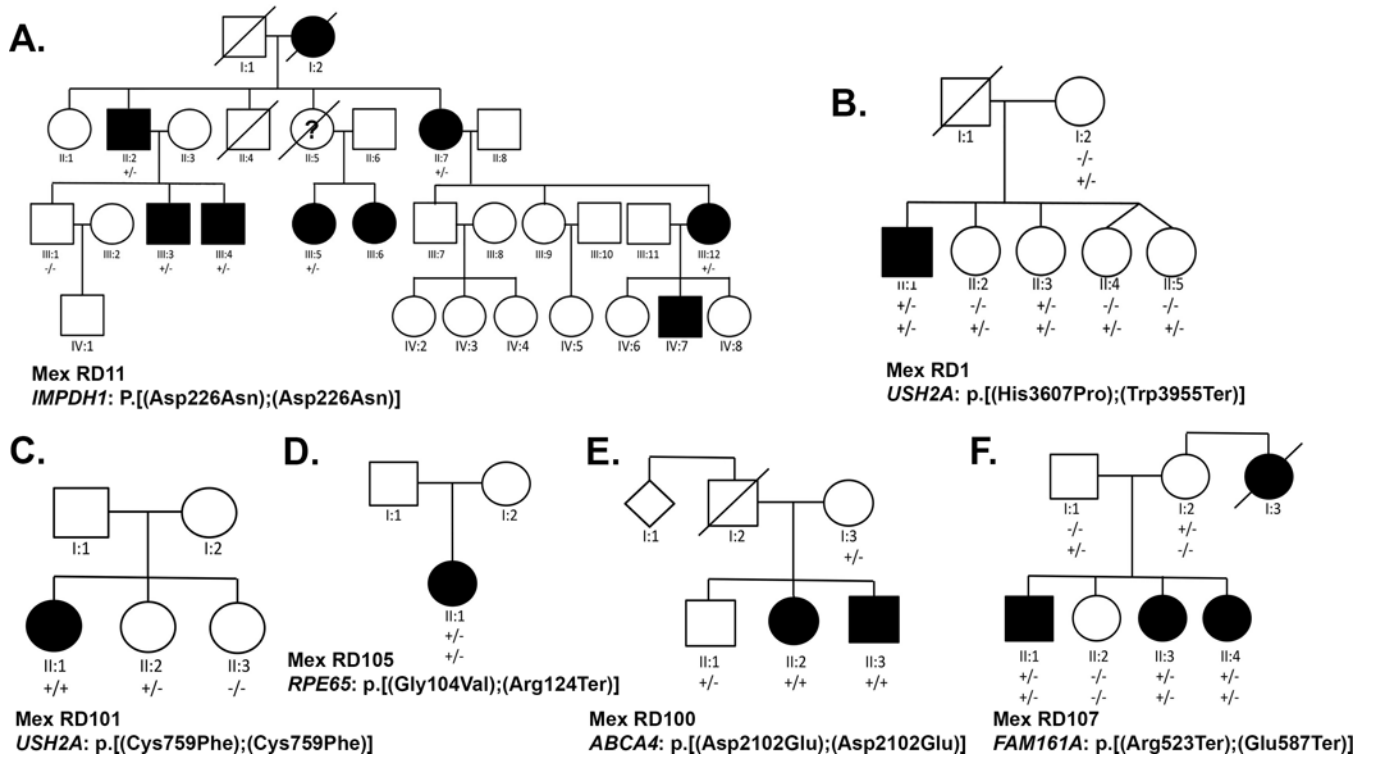 A.
I:1 I:2
?
II:1 II:2 II:3 II:4 II:5 II:6 II:7 II:8
+/- +/-
III:1 III:2 III:3 III:4 III:5 III:6 III:7 III:8 III:9 III:10 III:11 III:12
-/- +/- +/- +/- +/-
IV:1 IV:2 IV:3 IV:4 IV:5 IV:6 IV:7 IV:8
Mex RD11
IMPDH1: P.[(Asp226Asn);(Asp226Asn)]
B.
I:1 I:2
-/-
+/-
II:1 II:2 II:3 II:4 II:5
+/- -/- +/- -/- -/-
+/- +/- +/- +/- +/-
Mex RD1
USH2A: p.[(His3607Pro);(Trp3955Ter)]
C.
I:1 I:2
II:1 II:2 II:3
+/+ +/- -/-
Mex RD101
USH2A: p.[(Cys759Phe);(Cys759Phe)]
D.
I:1 I:2
II:1
+/-
+/-
Mex RD105
RPE65: p.[(Gly104Val);(Arg124Ter)]
E.
I:1 I:2 I:3
+/-
II:1 II:2 II:3
+/- +/+ +/+
Mex RD100
ABCA4: p.[(Asp2102Glu);(Asp2102Glu)]
F.
I:1 I:2 I:3
-/- +/-
+/- -/-
II:1 II:2 II:3 II:4
+/- -/- +/- +/-
+/- -/- +/- +/-
Mex RD107
FAM161A: p.[(Arg523Ter);(Glu587Ter)]